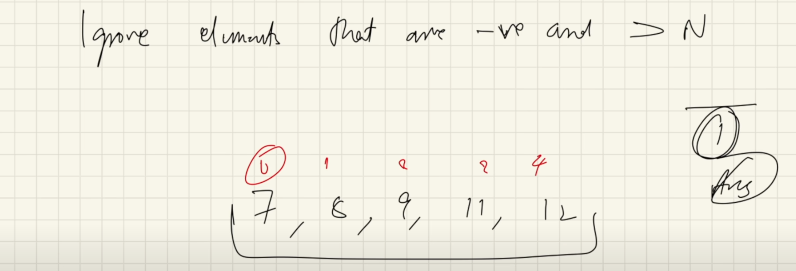 Ignore elements that are -ve and > N
1
Ans
0 1 2 3 4
7, 8, 9, 11, 12